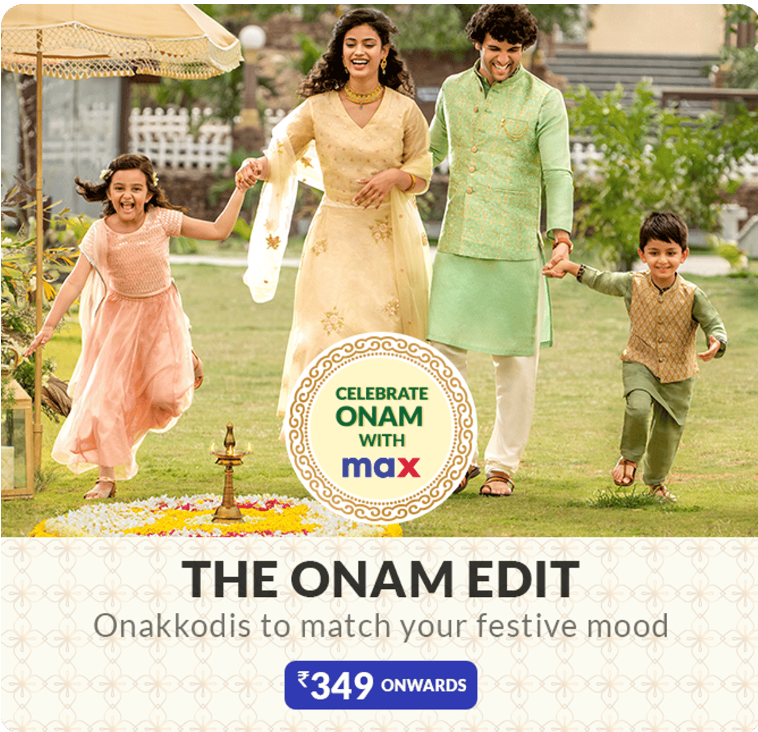 CELEBRATE
ONAM
WITH
max
THE ONAM EDIT
Onakkodis to match your festive mood
₹349 ONWARDS